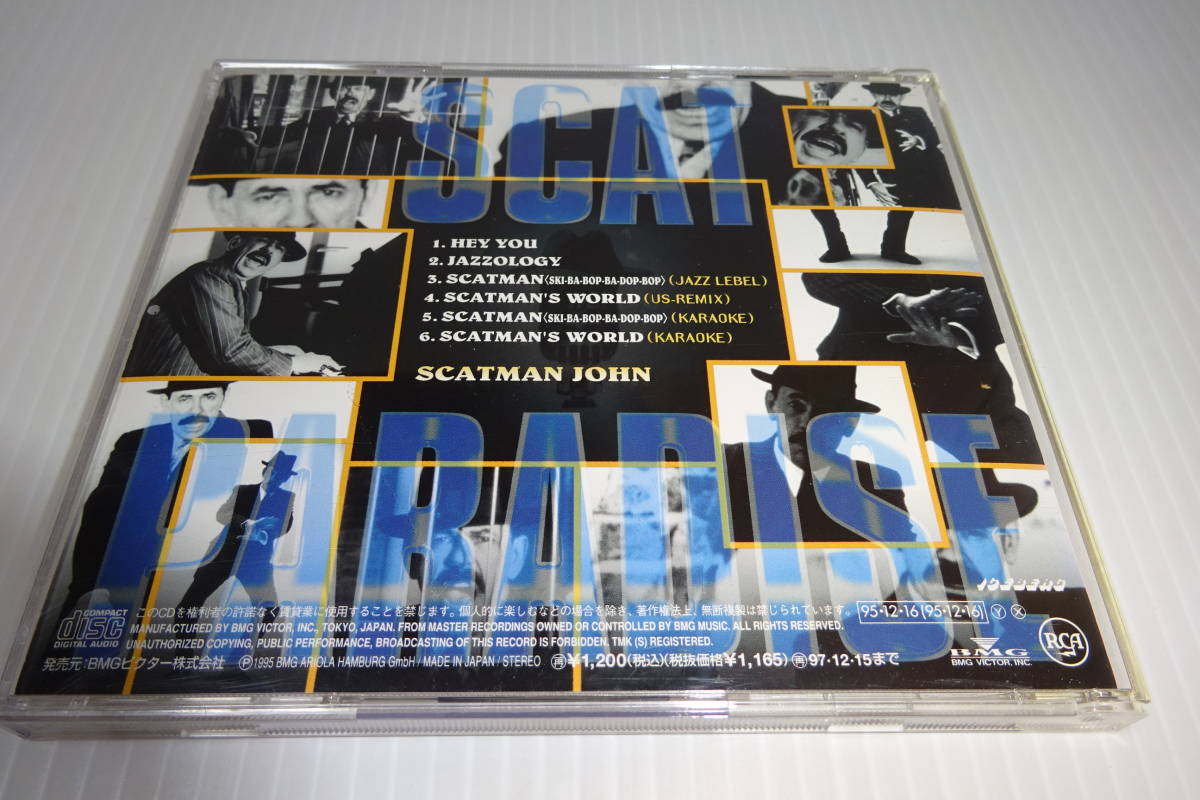 SCAT
1. HEY YOU
2. JAZZOLOGY
3. SCATMAN〈SKI-BA-BOP-BA-DOP-BOP〉(JAZZ LEBEL)
4. SCATMAN'S WORLD (US-REMIX)
5. SCATMAN〈SKI-BA-BOP-BA-DOP-BOP〉(KARAOKE)
6. SCATMAN'S WORLD (KARAOKE)
SCATMAN JOHN
PARADISE
ICEBERG
COMPACT disc DIGITAL AUDIO
このCDを権利者の許諾なく賃貸業に使用することを禁じます。個人的に楽しむなどの場合を除き、著作権法上、無断複製は禁じられています。 95・12・16 (95・12・16) Ⓨ Ⓧ
MANUFACTURED BY BMG VICTOR, INC., TOKYO, JAPAN. FROM MASTER RECORDINGS OWNED OR CONTROLLED BY BMG MUSIC. ALL RIGHTS RESERVED.
UNAUTHORIZED COPYING, PUBLIC PERFORMANCE, BROADCASTING OF THIS RECORD IS FORBIDDEN. TMK (S) REGISTERED.
発売元:BMGビクター株式会社 Ⓟ1995 BMG ARIOLA HAMBURG GmbH / MADE IN JAPAN / STEREO 再¥1,200(税込)(税抜価格¥1,165) 再97・12・15まで
BMG
BMG VICTOR, INC.
RCA